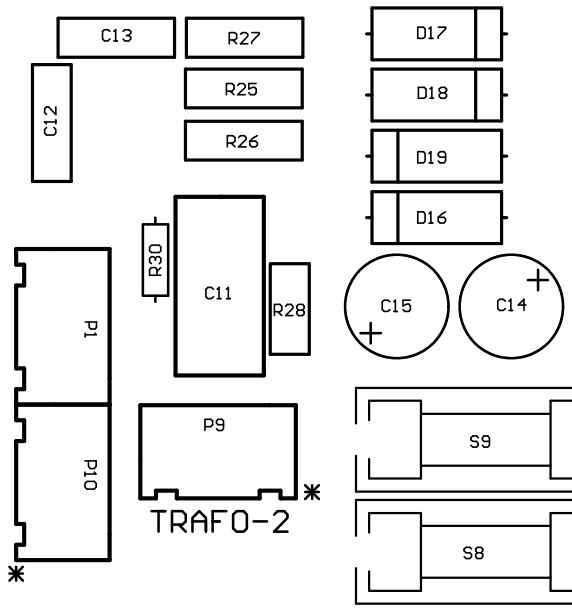 C13
R27
D17
R25
D18
C12
R26
D19
D16
R30
C11
R28
C15
C14
P1
P9
S9
P10
TRAFO-2
S8